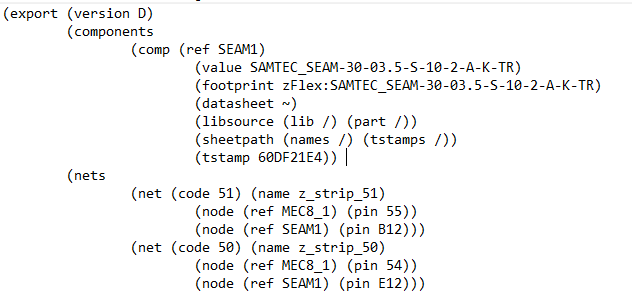 (export (version D)
(components
(comp (ref SEAM1)
(value SAMTEC_SEAM-30-03.5-S-10-2-A-K-TR)
(footprint zFlex:SAMTEC_SEAM-30-03.5-S-10-2-A-K-TR)
(datasheet ~)
(libsource (lib /) (part /))
(sheetpath (names /) (tstamps /))
(tstamp 60DF21E4))
(nets
(net (code 51) (name z_strip_51)
(node (ref MEC8_1) (pin 55))
(node (ref SEAM1) (pin B12)))
(net (code 50) (name z_strip_50)
(node (ref MEC8_1) (pin 54))
(node (ref SEAM1) (pin E12)))